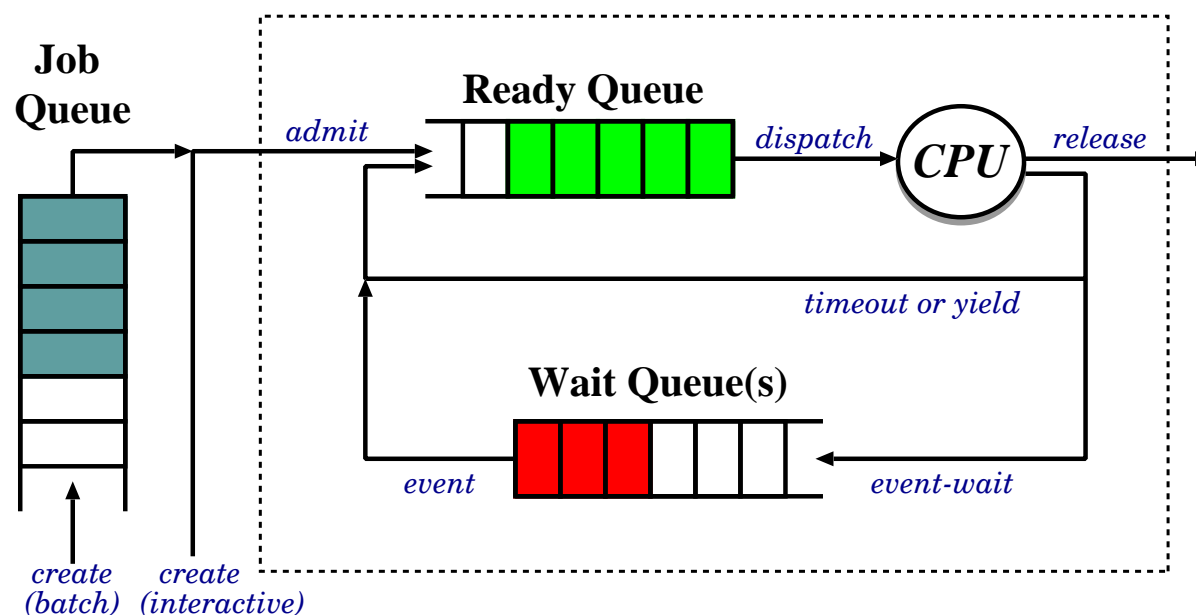 Job
Queue
Ready Queue
admit
dispatch
CPU
release
timeout or yield
Wait Queue(s)
event
event-wait
create
(batch)
create
(interactive)